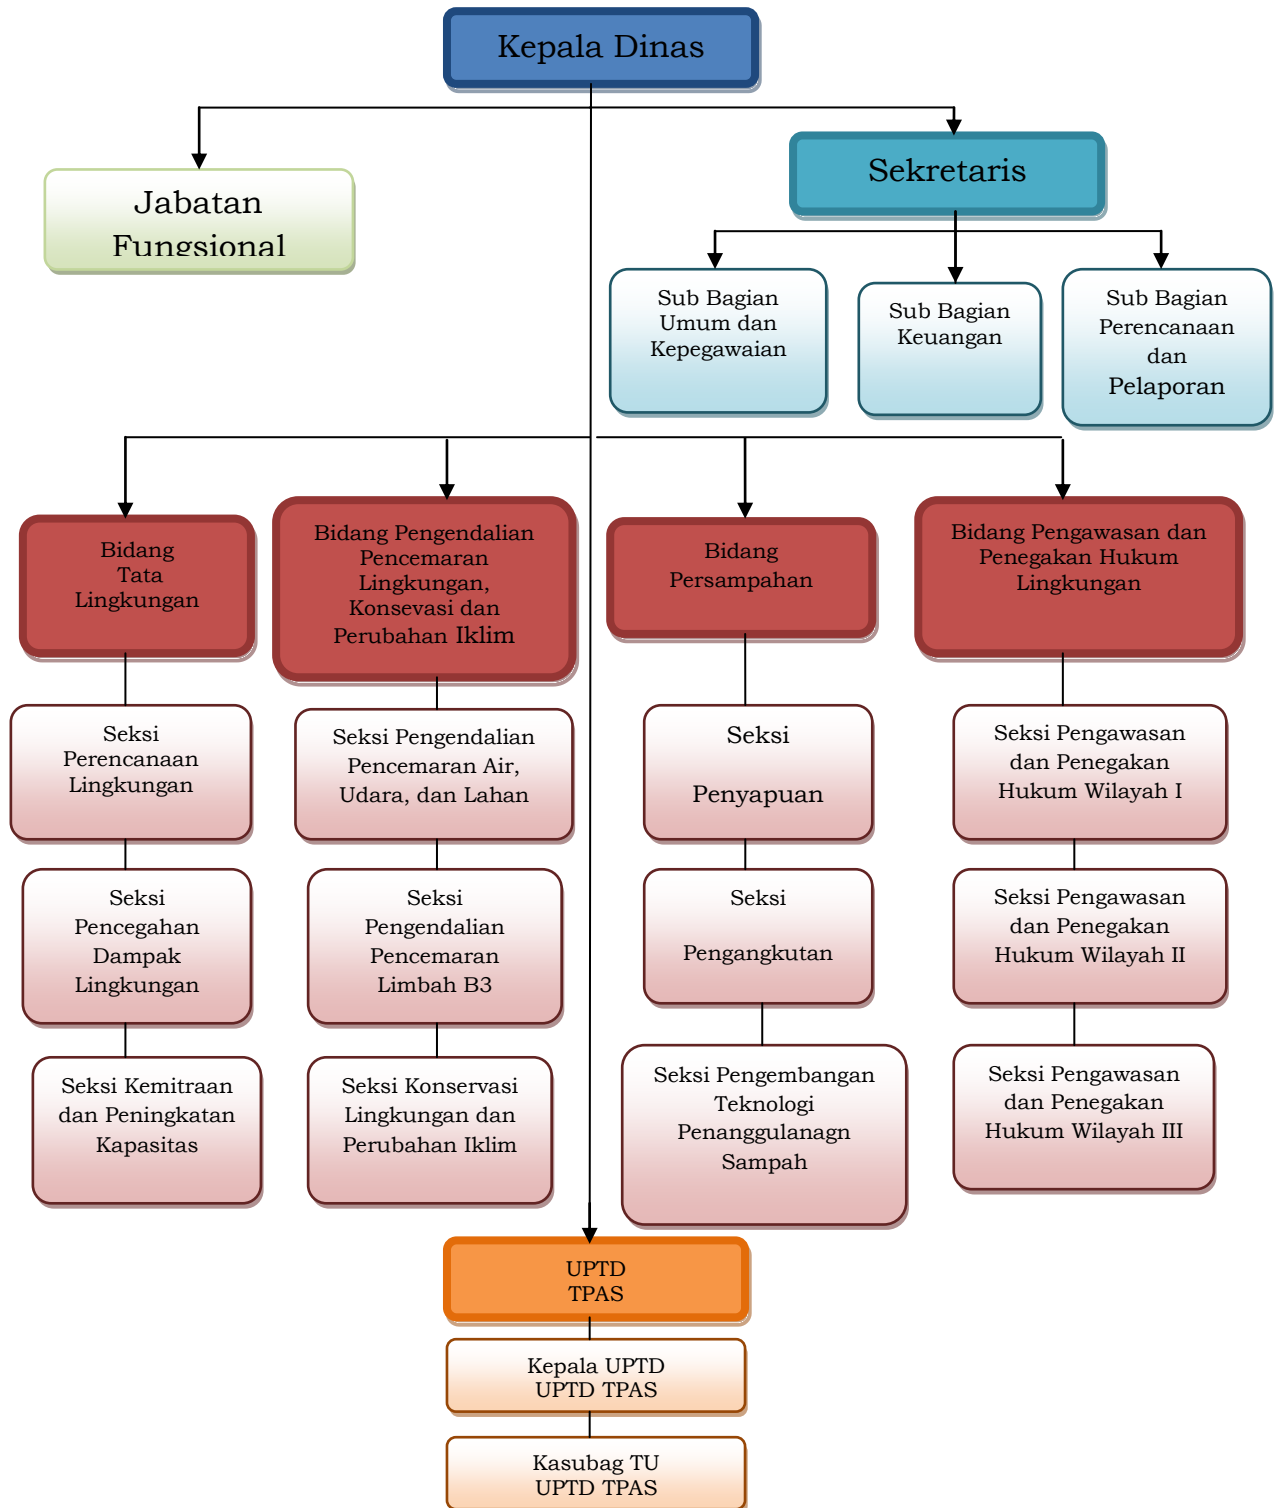 Kepala Dinas
Jabatan
Fungsional
Sekretaris
Sub Bagian
Umum dan
Kepegawaian
Sub Bagian
Keuangan
Sub Bagian
Perencanaan
dan
Pelaporan
Bidang
Tata
Lingkungan
Bidang Pengendalian
Pencemaran
Lingkungan,
Konsevasi dan
Perubahan Iklim
Bidang
Persampahan
Bidang Pengawasan dan
Penegakan Hukum
Lingkungan
Seksi
Perencanaan
Lingkungan
Seksi Pengendalian
Pencemaran Air,
Udara, dan Lahan
Seksi
Penyapuan
Seksi Pengawasan
dan Penegakan
Hukum Wilayah I
Seksi
Pencegahan
Dampak
Lingkungan
Seksi
Pengendalian
Pencemaran
Limbah B3
Seksi
Pengangkutan
Seksi Pengawasan
dan Penegakan
Hukum Wilayah II
Seksi Kemitraan
dan Peningkatan
Kapasitas
Seksi Konservasi
Lingkungan dan
Perubahan Iklim
Seksi Pengembangan
Teknologi
Penanggulanagn
Sampah
Seksi Pengawasan
dan Penegakan
Hukum Wilayah III
UPTD
TPAS
Kepala UPTD
UPTD TPAS
Kasubag TU
UPTD TPAS